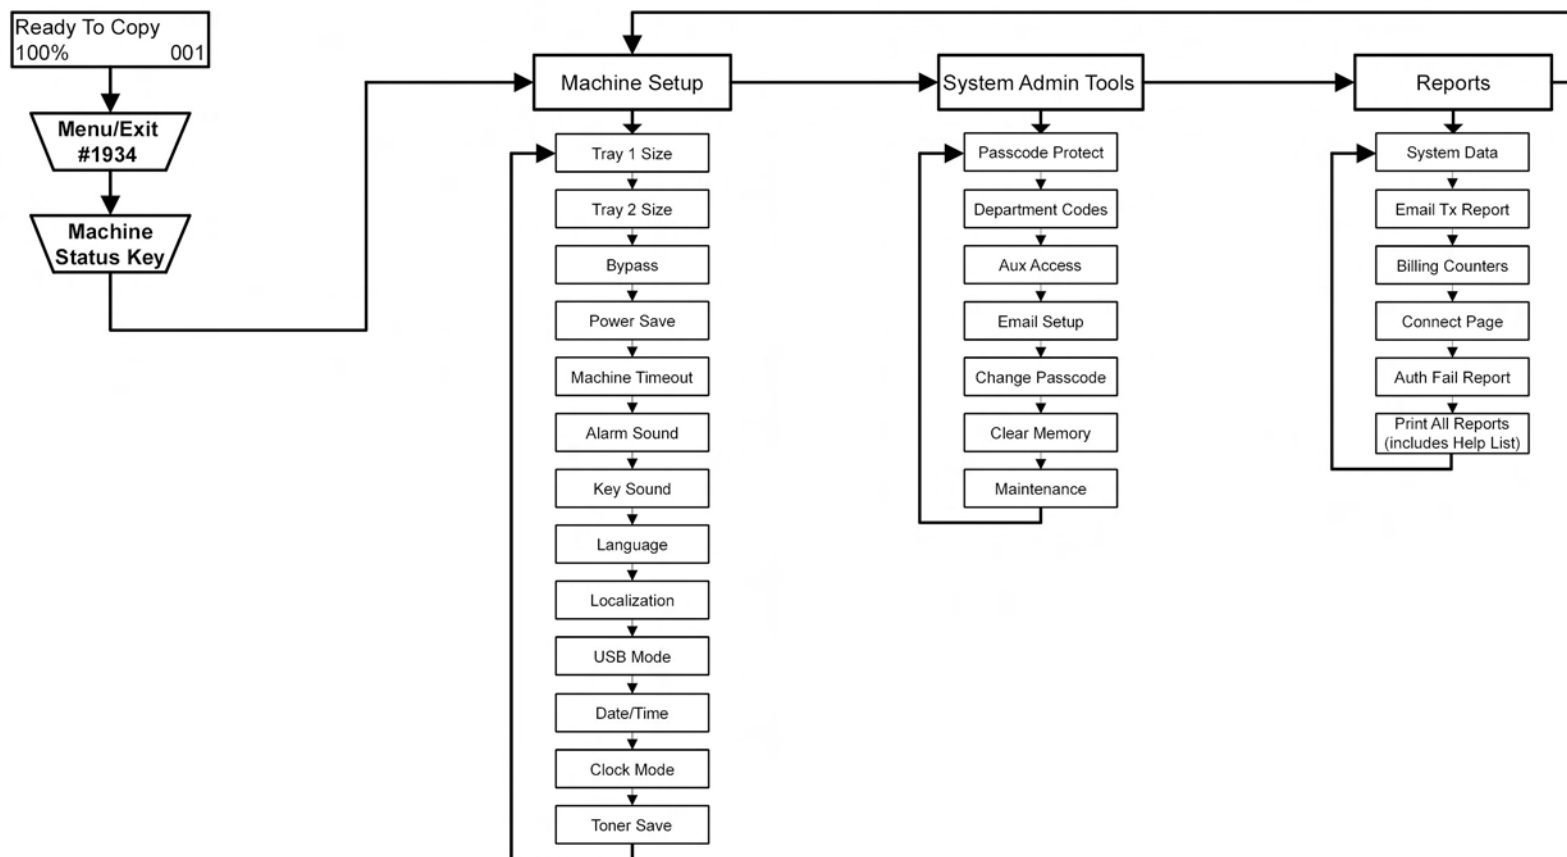 Ready To Copy
100% 001
Menu/Exit
#1934
Machine
Status Key
Machine Setup
Tray 1 Size
Tray 2 Size
Bypass
Power Save
Machine Timeout
Alarm Sound
Key Sound
Language
Localization
USB Mode
Date/Time
Clock Mode
Toner Save
System Admin Tools
Passcode Protect
Department Codes
Aux Access
Email Setup
Change Passcode
Clear Memory
Maintenance
Reports
System Data
Email Tx Report
Billing Counters
Connect Page
Auth Fail Report
Print All Reports
(includes Help List)